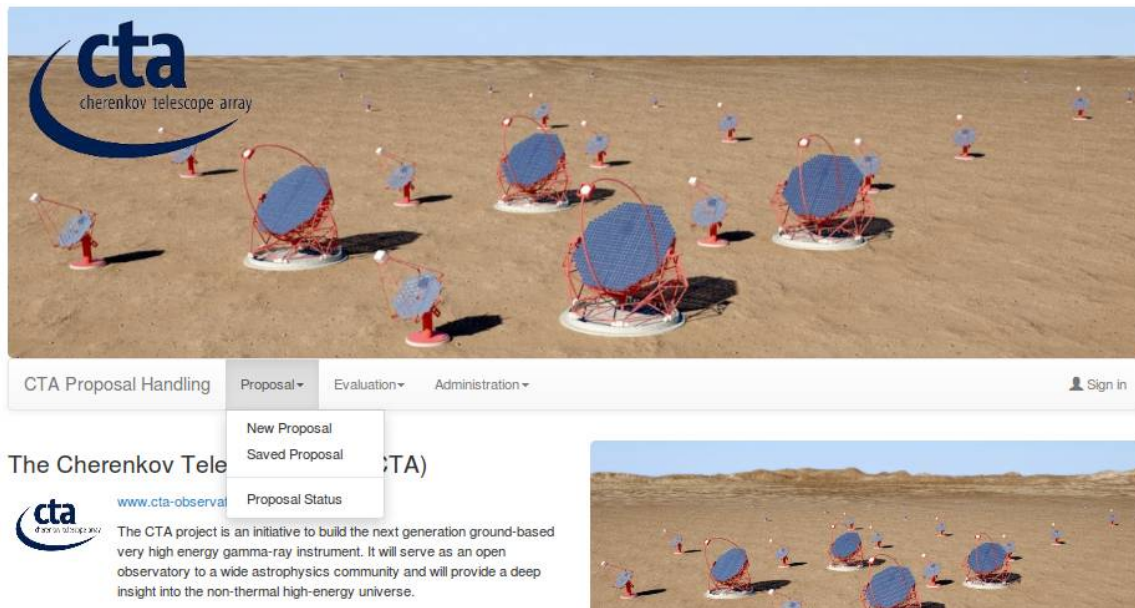 cta
cherenkov telescope array
CTA Proposal Handling Proposal Evaluation Administration Sign in
New Proposal
Saved Proposal
Proposal Status
The Cherenkov Tele CTA)
www.cta-observat
cta
The CTA project is an initiative to build the next generation ground-based
very high energy gamma-ray instrument. It will serve as an open
observatory to a wide astrophysics community and will provide a deep
insight into the non-thermal high-energy universe.